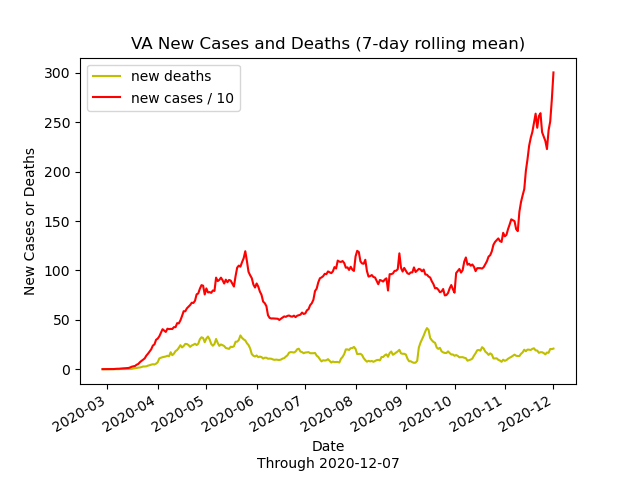 VA New Cases and Deaths (7-day rolling mean)
new deaths
new cases / 10
300
250
200
150
100
50
0
New Cases or Deaths
2020-03
2020-04
2020-05
2020-06
2020-07
2020-08
2020-09
2020-10
2020-11
2020-12
Date
Through 2020-12-07